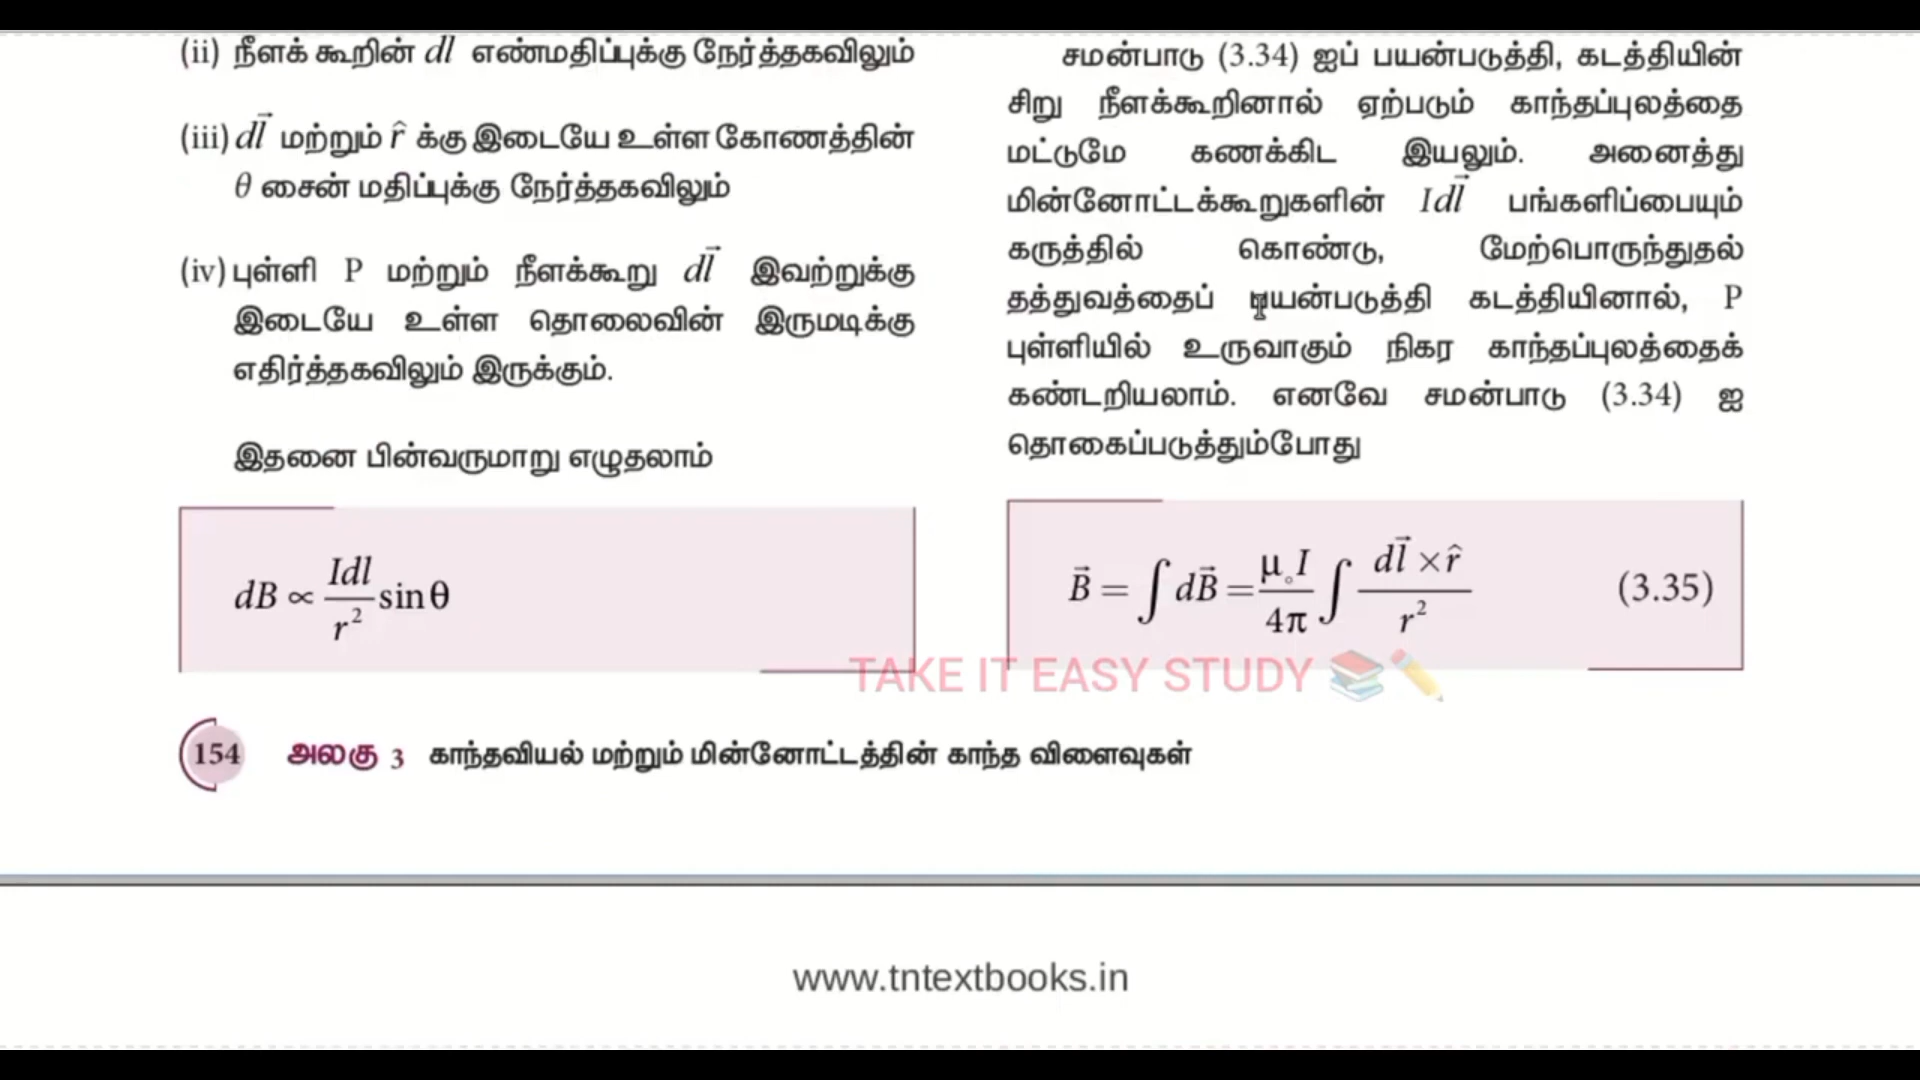 (ii) நீளக் கூறின் dl எண்மதிப்புக்கு நேர்த்தகவிலும்
(iii) dl⃗ மற்றும் r̂ க்கு இடையே உள்ள கோணத்தின்
θ சைன் மதிப்புக்கு நேர்த்தகவிலும்
(iv) புள்ளி P மற்றும் நீளக்கூறு dl⃗ இவற்றுக்கு
இடையே உள்ள தொலைவின் இருமடிக்கு
எதிர்த்தகவிலும் இருக்கும்.
இதனை பின்வருமாறு எழுதலாம்
dB ∝ Idl/r² sinθ
சமன்பாடு (3.34) ஐப் பயன்படுத்தி, கடத்தியின்
சிறு நீளக்கூறினால் ஏற்படும் காந்தப்புலத்தை
மட்டுமே கணக்கிட இயலும். அனைத்து
மின்னோட்டக்கூறுகளின் Idl⃗ பங்களிப்பையும்
கருத்தில் கொண்டு, மேற்பொருந்துதல்
தத்துவத்தைப் பயன்படுத்தி கடத்தியினால், P
புள்ளியில் உருவாகும் நிகர காந்தப்புலத்தைக்
கண்டறியலாம். எனவே சமன்பாடு (3.34) ஐ
தொகைப்படுத்தும்போது
B⃗ = ∫ dB⃗ = μ∘I/4π ∫ dl⃗ × r̂/r² (3.35)
TAKE IT EASY STUDY 📚✏️
154 அலகு 3 காந்தவியல் மற்றும் மின்னோட்டத்தின் காந்த விளைவுகள்
www.tntextbooks.in